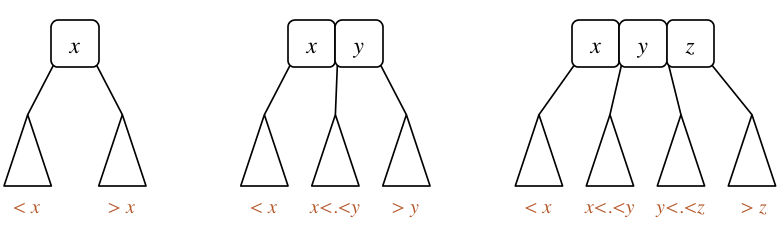 x x y x y z
< x > x < x x<.<y > y < x x<.<y y<.<z > z